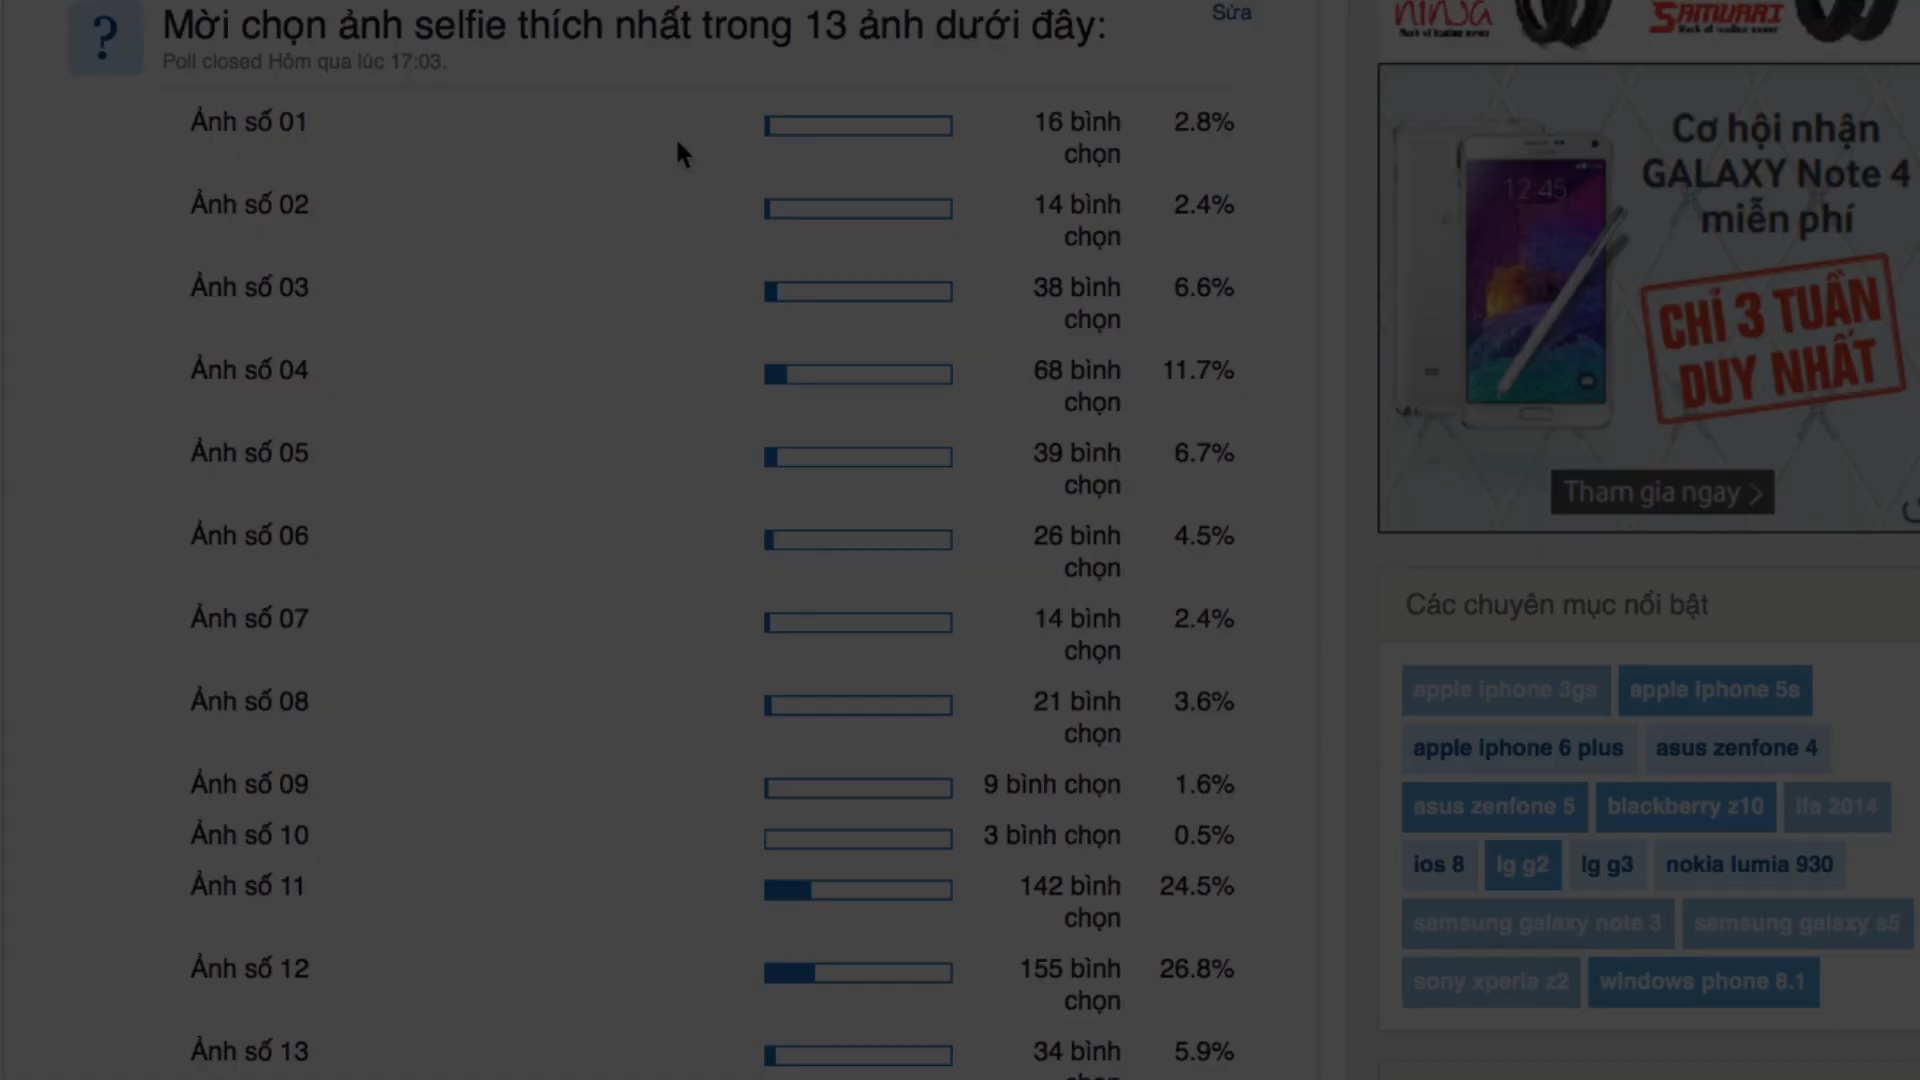 Mời chọn ảnh selfie thích nhất trong 13 ảnh dưới đây:
Sửa
Poll closed Hôm qua lúc 17:03.
Ảnh số 01
16 bình chọn
2.8%
Ảnh số 02
14 bình chọn
2.4%
Ảnh số 03
38 bình chọn
6.6%
Ảnh số 04
68 bình chọn
11.7%
Ảnh số 05
39 bình chọn
6.7%
Ảnh số 06
26 bình chọn
4.5%
Ảnh số 07
14 bình chọn
2.4%
Ảnh số 08
21 bình chọn
3.6%
Ảnh số 09
9 bình chọn
1.6%
Ảnh số 10
3 bình chọn
0.5%
Ảnh số 11
142 bình chọn
24.5%
Ảnh số 12
155 bình chọn
26.8%
Ảnh số 13
34 bình
5.9%
ninja
SAMURAI
Cơ hội nhận
GALAXY Note 4
miễn phí
12:45
CHỈ 3 TUẦN
DUY NHẤT
Tham gia ngay >
Các chuyên mục nổi bật
apple iphone 3gs
apple iphone 5s
apple iphone 6 plus
asus zenfone 4
asus zenfone 5
blackberry z10
ifa 2014
ios 8
lg g2
lg g3
nokia lumia 930
samsung galaxy note 3
samsung galaxy s5
sony xperia z2
windows phone 8.1